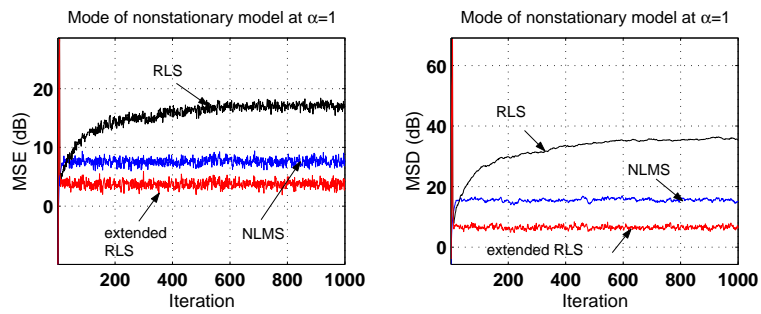 Mode of nonstationary model at α=1
MSE (dB)
20
10
0
RLS
extended
RLS
NLMS
200 400 600 800 1000
Iteration
Mode of nonstationary model at α=1
MSD (dB)
60
40
20
0
RLS
NLMS
extended RLS
200 400 600 800 1000
Iteration